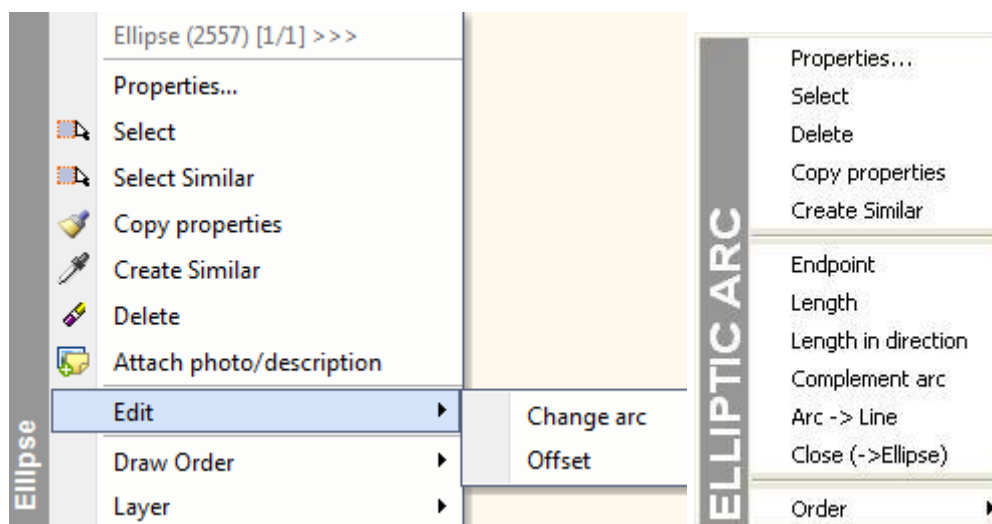 Ellipse (2557) [1/1] >>>
Properties...
Select
Select Similar
Copy properties
Create Similar
Delete
Attach photo/description
Edit
Draw Order
Layer
Ellipse
Change arc
Offset
ELLIPTIC ARC
Properties...
Select
Delete
Copy properties
Create Similar
Endpoint
Length
Length in direction
Complement arc
Arc -> Line
Close (->Ellipse)
Order